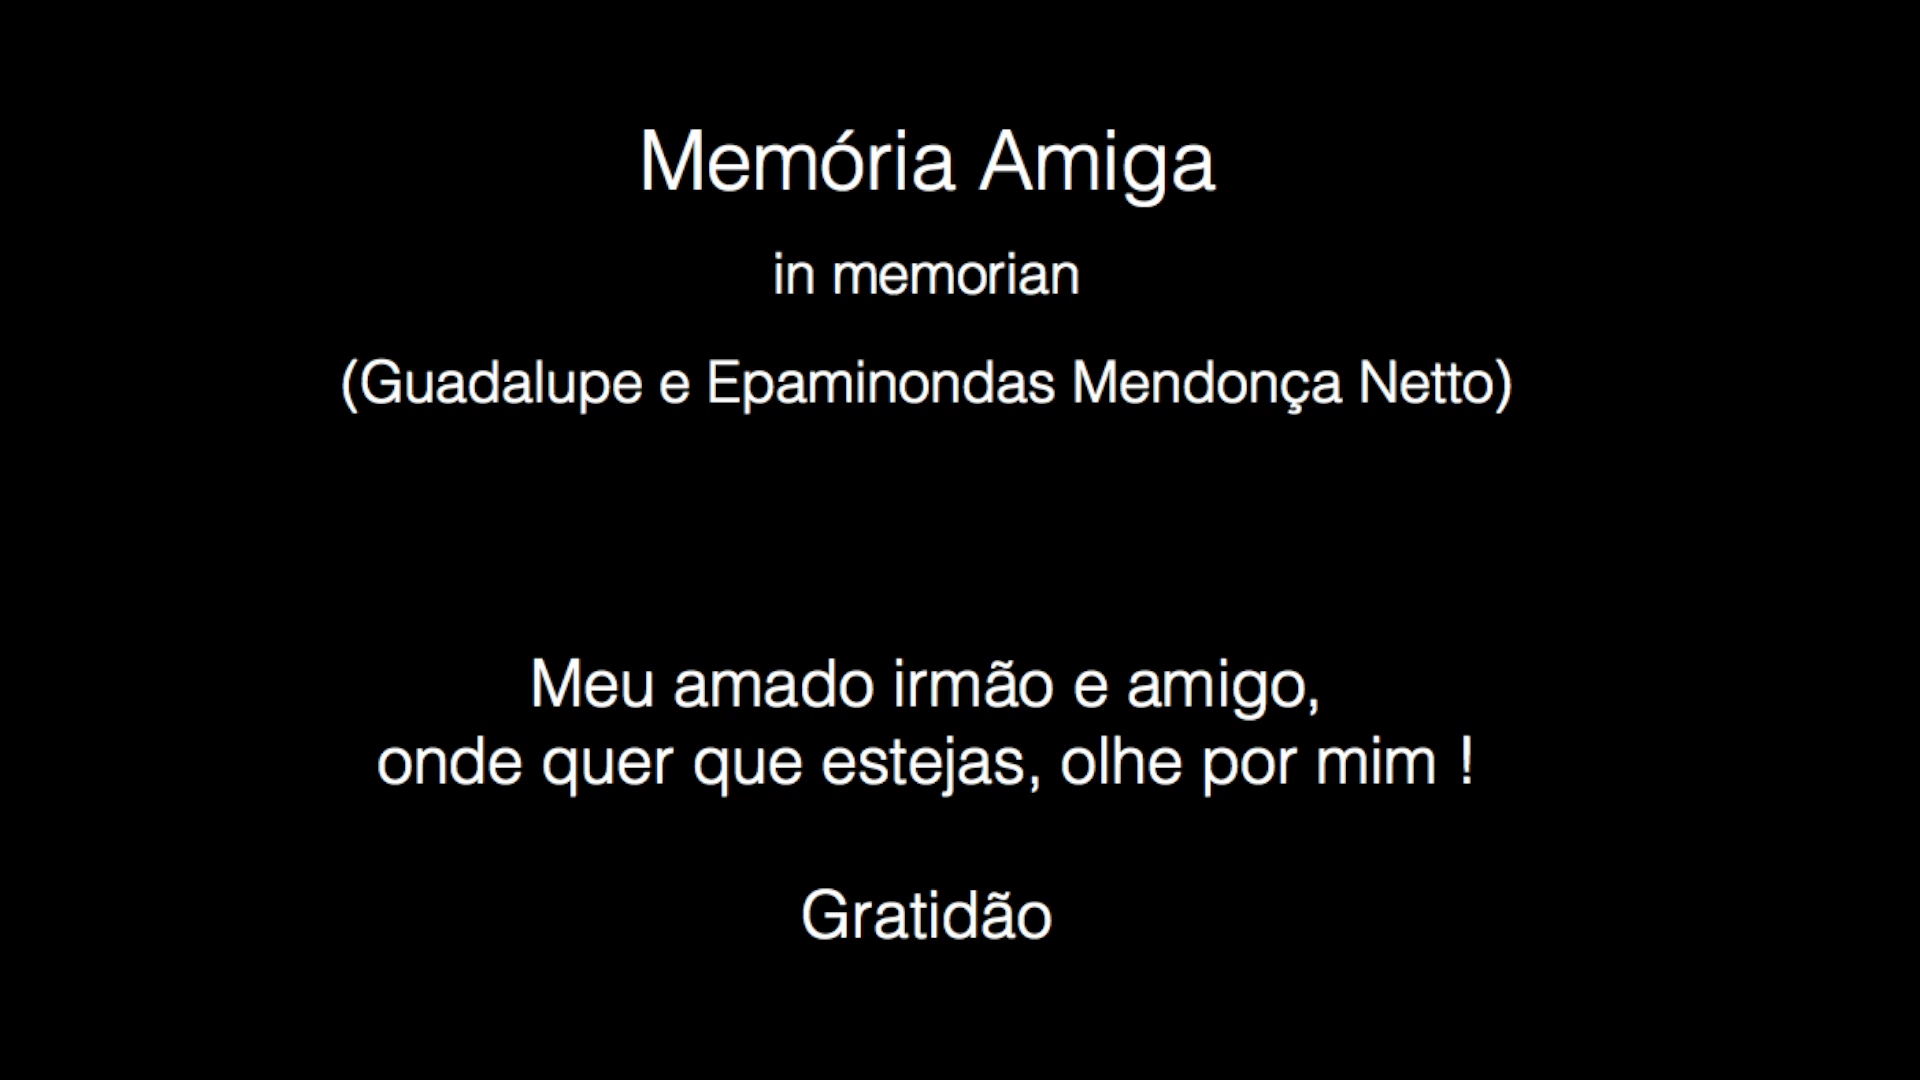 Memória Amiga
in memorian
(Guadalupe e Epaminondas Mendonça Netto)
Meu amado irmão e amigo,
onde quer que estejas, olhe por mim !
Gratidão